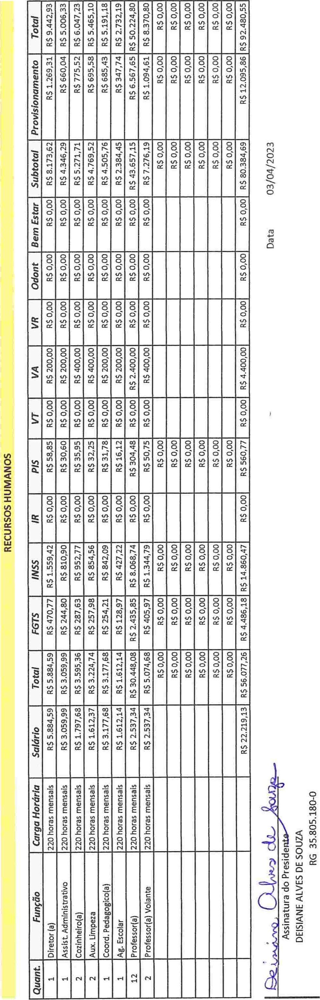 RECURSOS HUMANOS
Quant. Função Carga Horária Salário Total FGTS INSS IR PIS VT VA VR Odont Bem Estar Subtotal Provisionamento Total
1 Diretor (a) 220 horas mensais R$ 5.884,59 R$ 5.884,59 R$ 470,77 R$ 1.559,42 R$ 0,00 R$ 58,85 R$ 0,00 R$ 200,00 R$ 0,00 R$ 0,00 R$ 0,00 R$ 8.173,62 R$ 1.269,31 R$ 9.442,93
1 Assist. Administrativo 220 horas mensais R$ 3.059,99 R$ 3.059,99 R$ 244,80 R$ 810,90 R$ 0,00 R$ 30,60 R$ 0,00 R$ 200,00 R$ 0,00 R$ 0,00 R$ 0,00 R$ 4.346,29 R$ 660,04 R$ 5.006,33
2 Cozinheiro(a) 220 horas mensais R$ 1.797,68 R$ 3.595,36 R$ 287,63 R$ 952,77 R$ 0,00 R$ 35,95 R$ 0,00 R$ 400,00 R$ 0,00 R$ 0,00 R$ 0,00 R$ 5.271,71 R$ 775,52 R$ 6.047,23
2 Aux. Limpeza 220 horas mensais R$ 1.612,37 R$ 3.224,74 R$ 257,98 R$ 854,56 R$ 0,00 R$ 32,25 R$ 0,00 R$ 400,00 R$ 0,00 R$ 0,00 R$ 0,00 R$ 4.769,52 R$ 695,58 R$ 5.465,10
1 Coord. Pedagogico(a) 220 horas mensais R$ 3.177,68 R$ 3.177,68 R$ 254,21 R$ 842,09 R$ 0,00 R$ 31,78 R$ 0,00 R$ 200,00 R$ 0,00 R$ 0,00 R$ 0,00 R$ 4.505,76 R$ 685,43 R$ 5.191,18
1 Ag. Escolar 220 horas mensais R$ 1.612,14 R$ 1.612,14 R$ 128,97 R$ 427,22 R$ 0,00 R$ 16,12 R$ 0,00 R$ 200,00 R$ 0,00 R$ 0,00 R$ 0,00 R$ 2.384,45 R$ 347,74 R$ 2.732,19
12 Professor(a) 220 horas mensais R$ 2.537,34 R$ 30.448,08 R$ 2.435,85 R$ 8.068,74 R$ 0,00 R$ 304,48 R$ 0,00 R$ 2.400,00 R$ 0,00 R$ 0,00 R$ 0,00 R$ 43.657,15 R$ 6.567,65 R$ 50.224,80
2 Professor(a) Volante 220 horas mensais R$ 2.537,34 R$ 5.074,68 R$ 405,97 R$ 1.344,79 R$ 0,00 R$ 50,75 R$ 0,00 R$ 400,00 R$ 0,00 R$ 0,00 R$ 0,00 R$ 7.276,19 R$ 1.094,61 R$ 8.370,80
R$ 0,00 R$ 0,00 R$ 0,00 R$ 0,00 R$ 0,00 R$ 0,00 R$ 0,00
R$ 0,00 R$ 0,00 R$ 0,00 R$ 0,00 R$ 0,00 R$ 0,00 R$ 0,00
R$ 0,00 R$ 0,00 R$ 0,00 R$ 0,00 R$ 0,00 R$ 0,00 R$ 0,00
R$ 0,00 R$ 0,00 R$ 0,00 R$ 0,00 R$ 0,00 R$ 0,00 R$ 0,00
R$ 0,00 R$ 0,00 R$ 0,00 R$ 0,00 R$ 0,00 R$ 0,00 R$ 0,00
R$ 0,00 R$ 0,00 R$ 0,00 R$ 0,00 R$ 0,00 R$ 0,00 R$ 0,00
R$ 22.219,13 R$ 56.077,26 R$ 4.486,18 R$ 14.860,47 R$ 0,00 R$ 560,77 R$ 0,00 R$ 4.400,00 R$ 0,00 R$ 0,00 R$ 0,00 R$ 80.384,69 R$ 12.095,86 R$ 92.480,55
Deisiane Alves de Souza
Data 03/04/2023
Assinatura do Presidente
DEISIANE ALVES DE SOUZA
RG 35.805.180-0